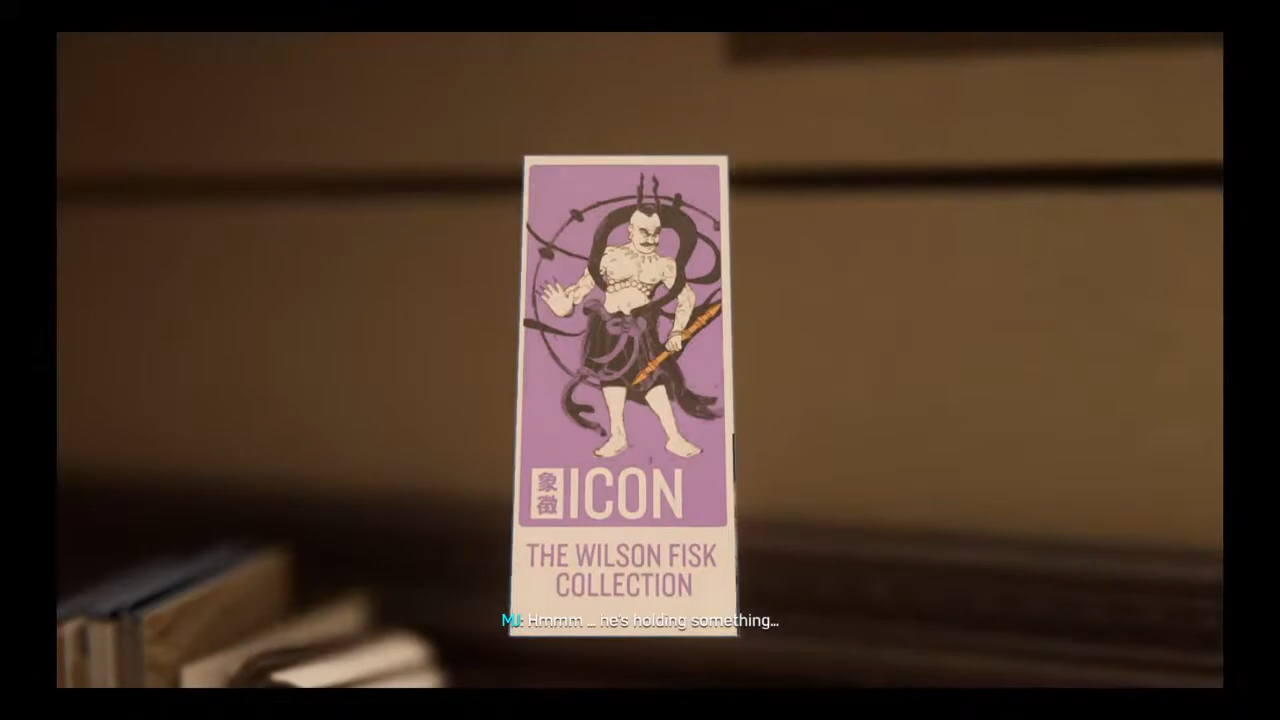 象徵
ICON
THE WILSON FISK
COLLECTION
MJ: Hmmm ... he's holding something...